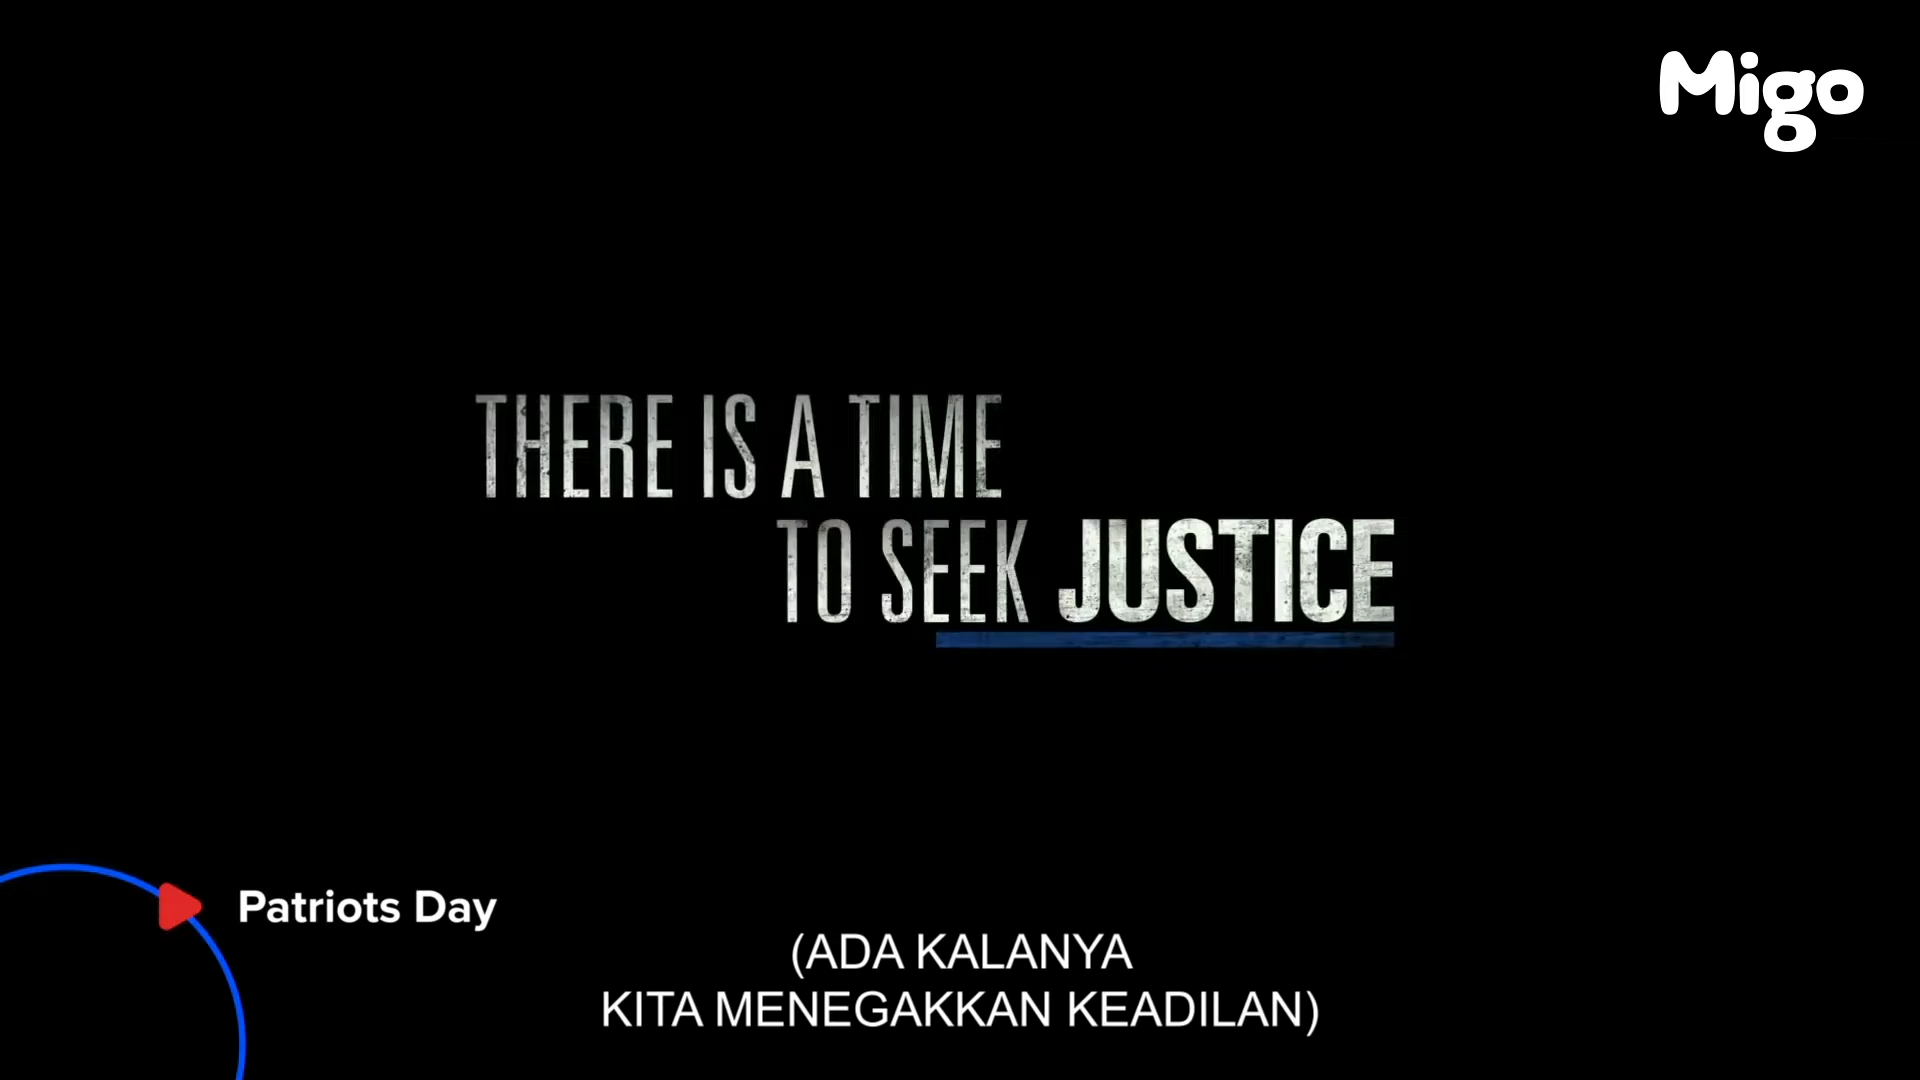 Migo
THERE IS A TIME
TO SEEK JUSTICE
Patriots Day
(ADA KALANYA
KITA MENEGAKKAN KEADILAN)